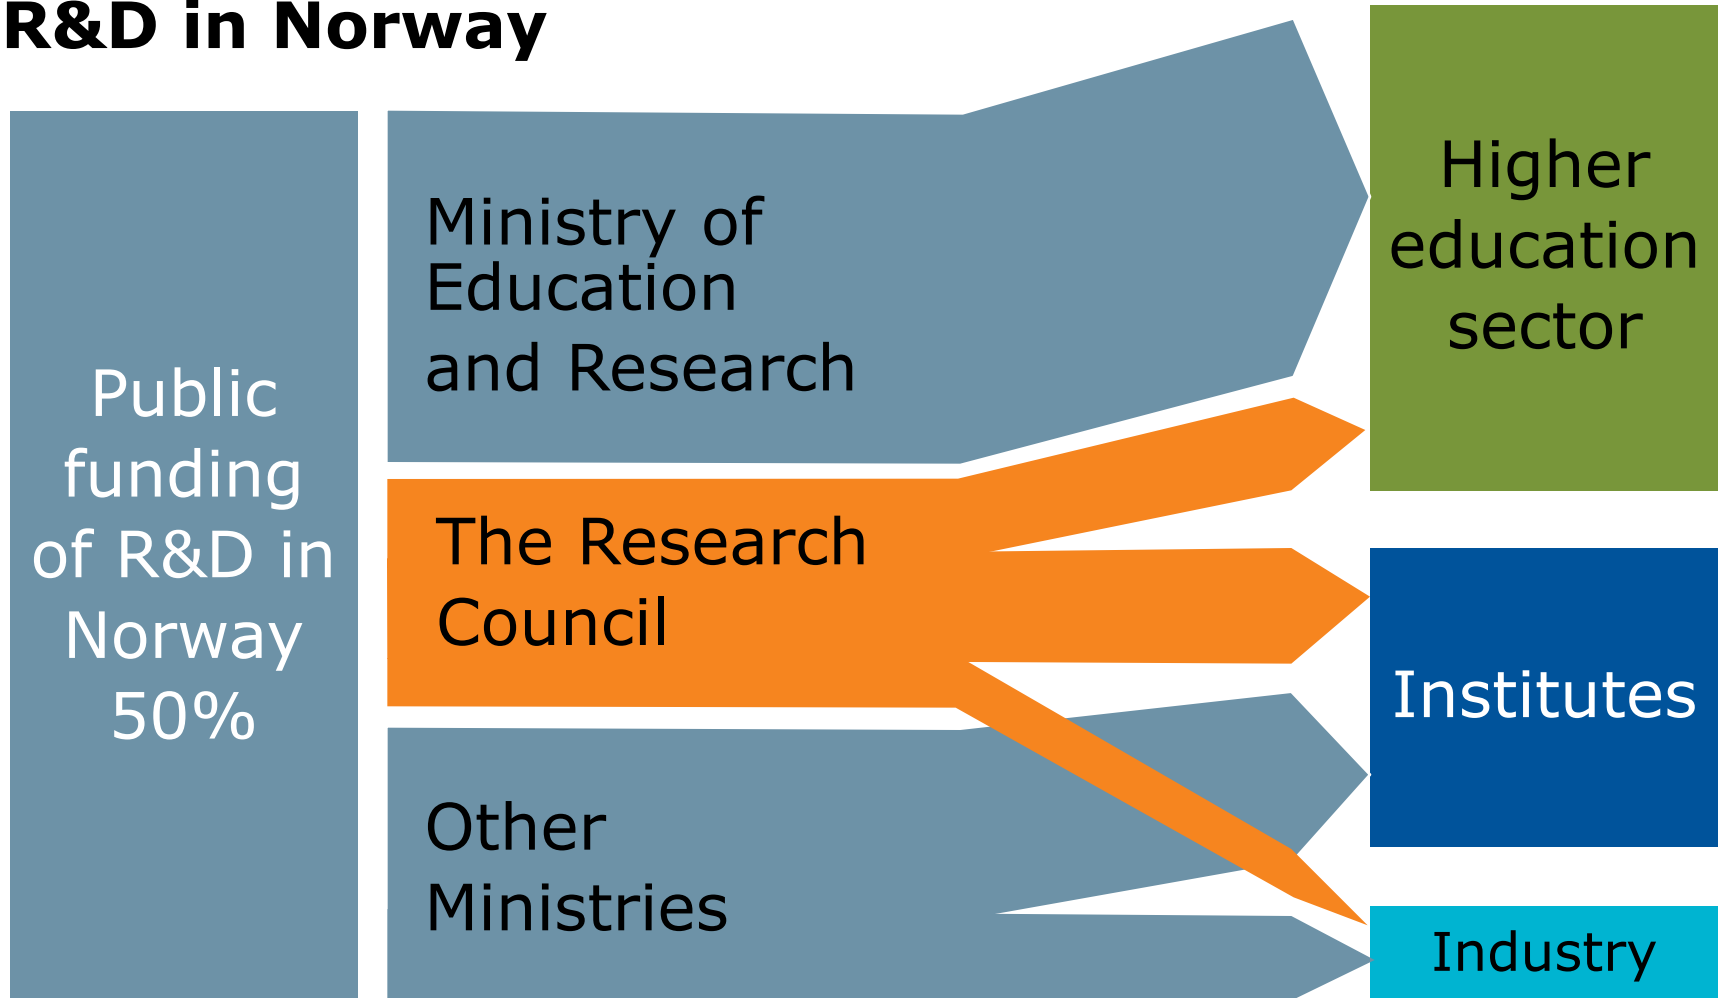 R&D in Norway
Public
funding
of R&D in
Norway
50%
Ministry of
Education
and Research
The Research
Council
Other
Ministries
Higher
education
sector
Institutes
Industry